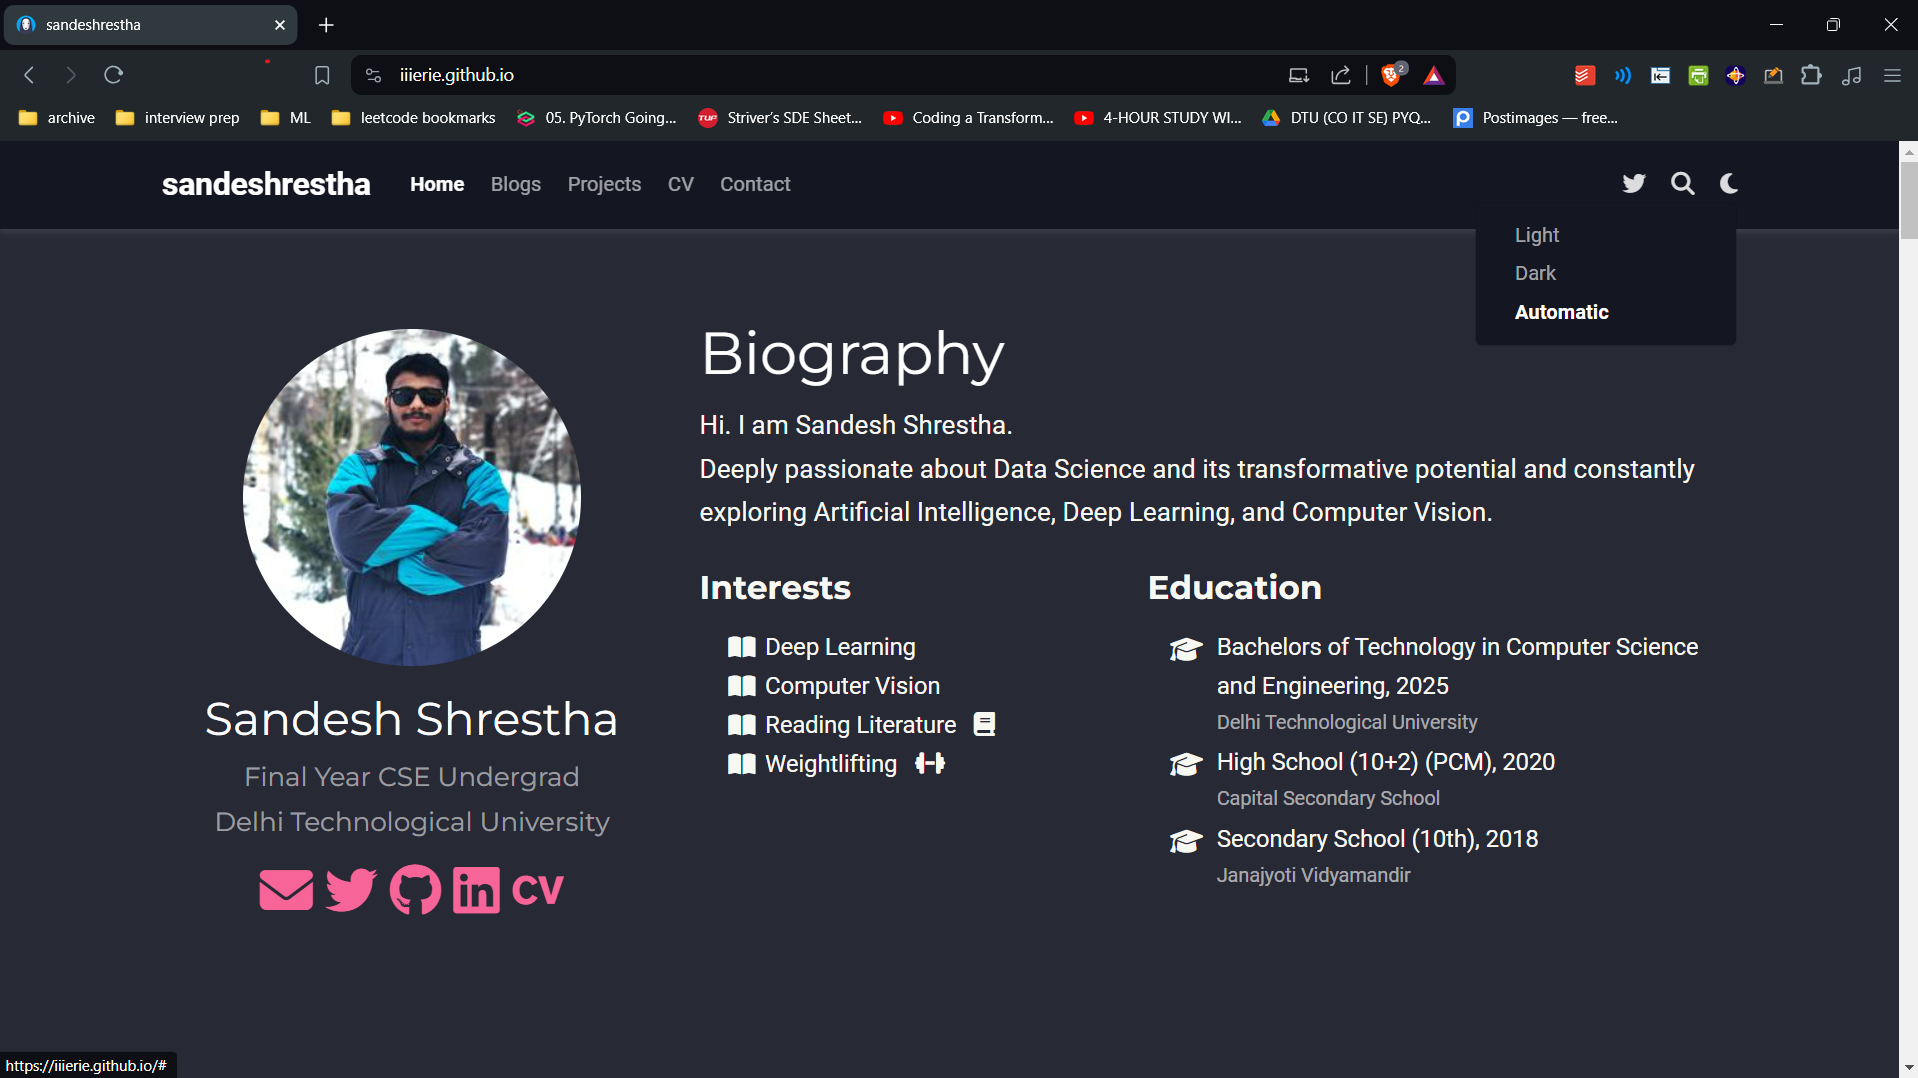 sandeshrestha
iiierie.github.io
2
archive
interview prep
ML
leetcode bookmarks
05. PyTorch Going...
TUF
Striver's SDE Sheet...
Coding a Transform...
4-HOUR STUDY WI...
DTU (CO IT SE) PYQ...
Postimages — free...
sandeshrestha
Home
Blogs
Projects
CV
Contact
Light
Dark
Automatic
Biography
Hi. I am Sandesh Shrestha.
Deeply passionate about Data Science and its transformative potential and constantly
exploring Artificial Intelligence, Deep Learning, and Computer Vision.
Sandesh Shrestha
Final Year CSE Undergrad
Delhi Technological University
in
CV
Interests
Deep Learning
Computer Vision
Reading Literature
Weightlifting
Education
Bachelors of Technology in Computer Science
and Engineering, 2025
Delhi Technological University
High School (10+2) (PCM), 2020
Capital Secondary School
Secondary School (10th), 2018
Janajyoti Vidyamandir
https://iiierie.github.io/#